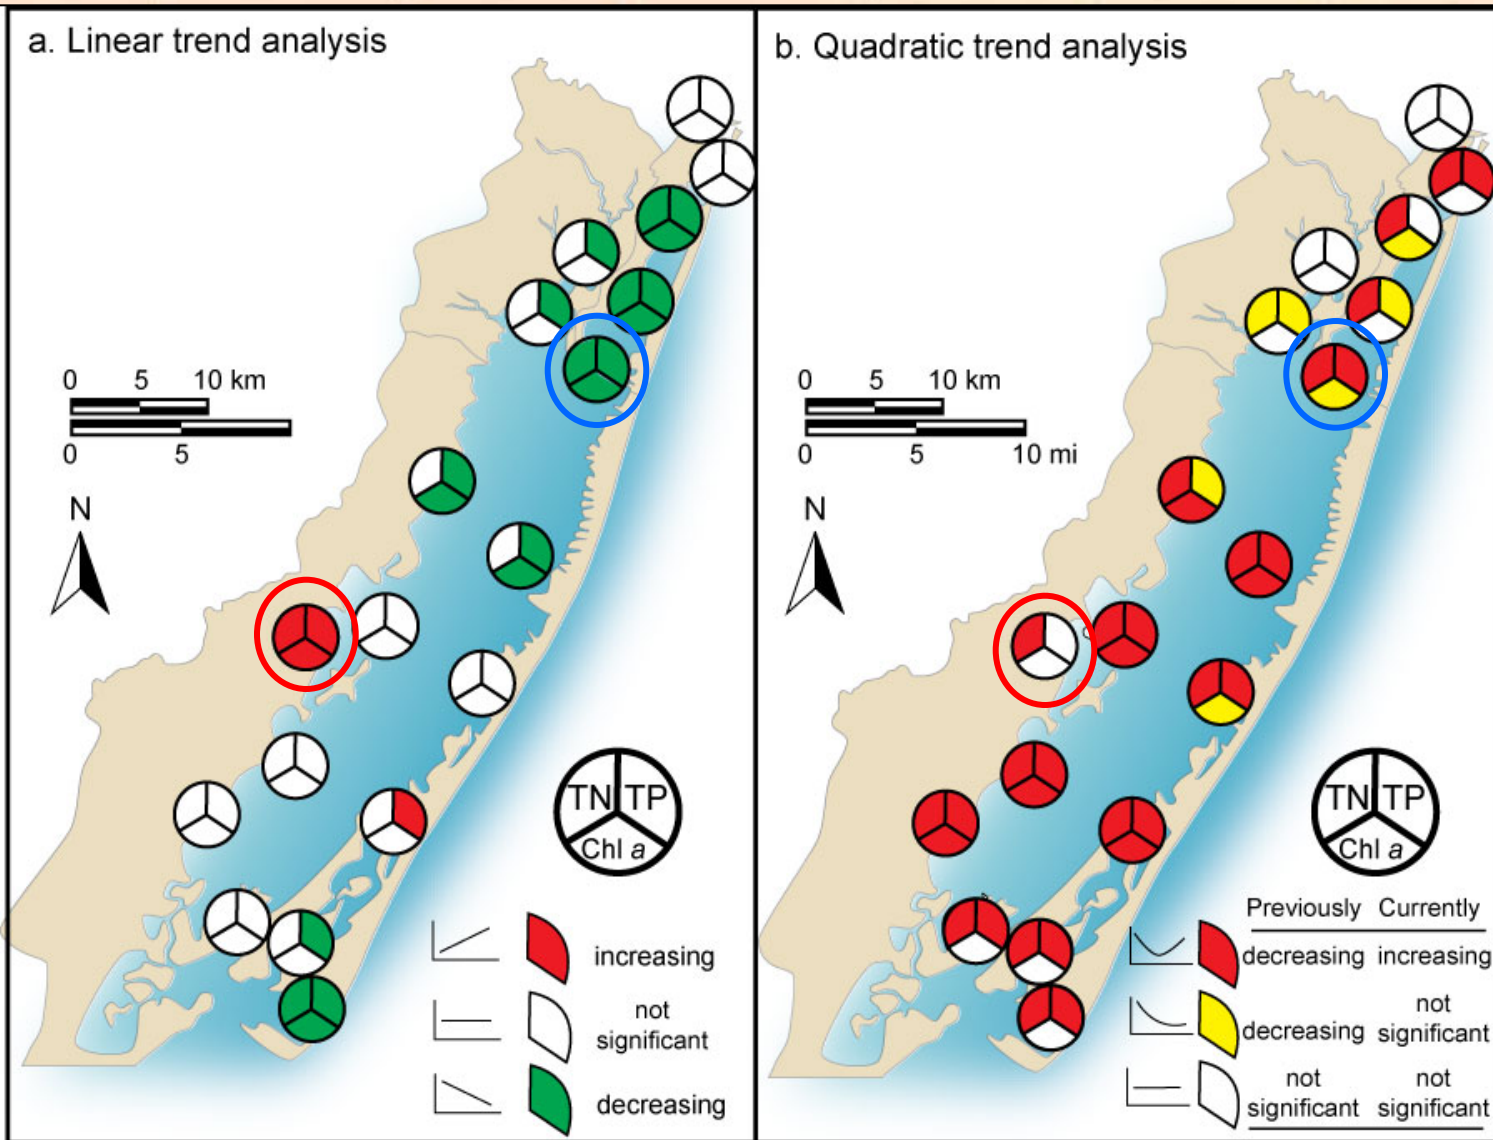 a. Linear trend analysis
0 5 10 km
0 5
N
TN TP
Chl a
increasing
not
significant
decreasing
b. Quadratic trend analysis
0 5 10 km
0 5 10 mi
N
TN TP
Chl a
Previously Currently
decreasing increasing
decreasing not
significant
not not
significant significant